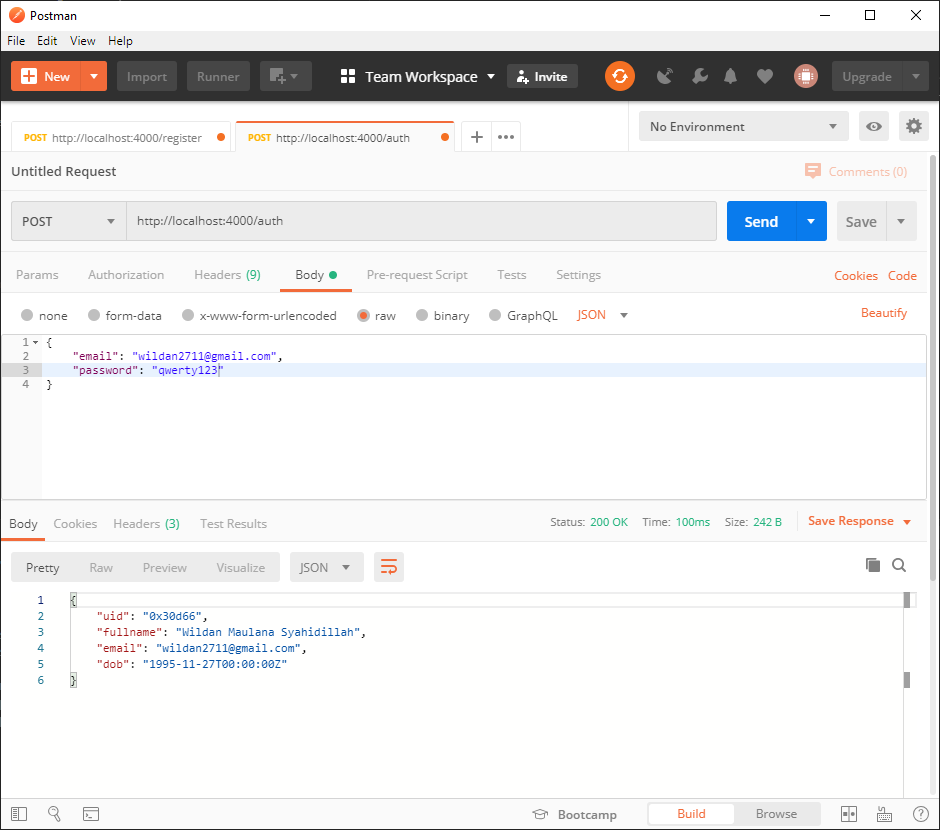 Postman
File Edit View Help
New Import Runner Team Workspace Invite Upgrade
POST http://localhost:4000/register POST http://localhost:4000/auth No Environment
Untitled Request Comments (0)
POST http://localhost:4000/auth Send Save
Params Authorization Headers (9) Body Pre-request Script Tests Settings Cookies Code
none form-data x-www-form-urlencoded raw binary GraphQL JSON Beautify
1 {
2 "email": "wildan2711@gmail.com",
3 "password": "qwerty123"
4 }
Body Cookies Headers (3) Test Results Status: 200 OK Time: 100ms Size: 242 B Save Response
Pretty Raw Preview Visualize JSON
1 {
2 "uid": "0x30d66",
3 "fullname": "Wildan Maulana Syahidillah",
4 "email": "wildan2711@gmail.com",
5 "dob": "1995-11-27T00:00:00Z"
6 }
Bootcamp Build Browse